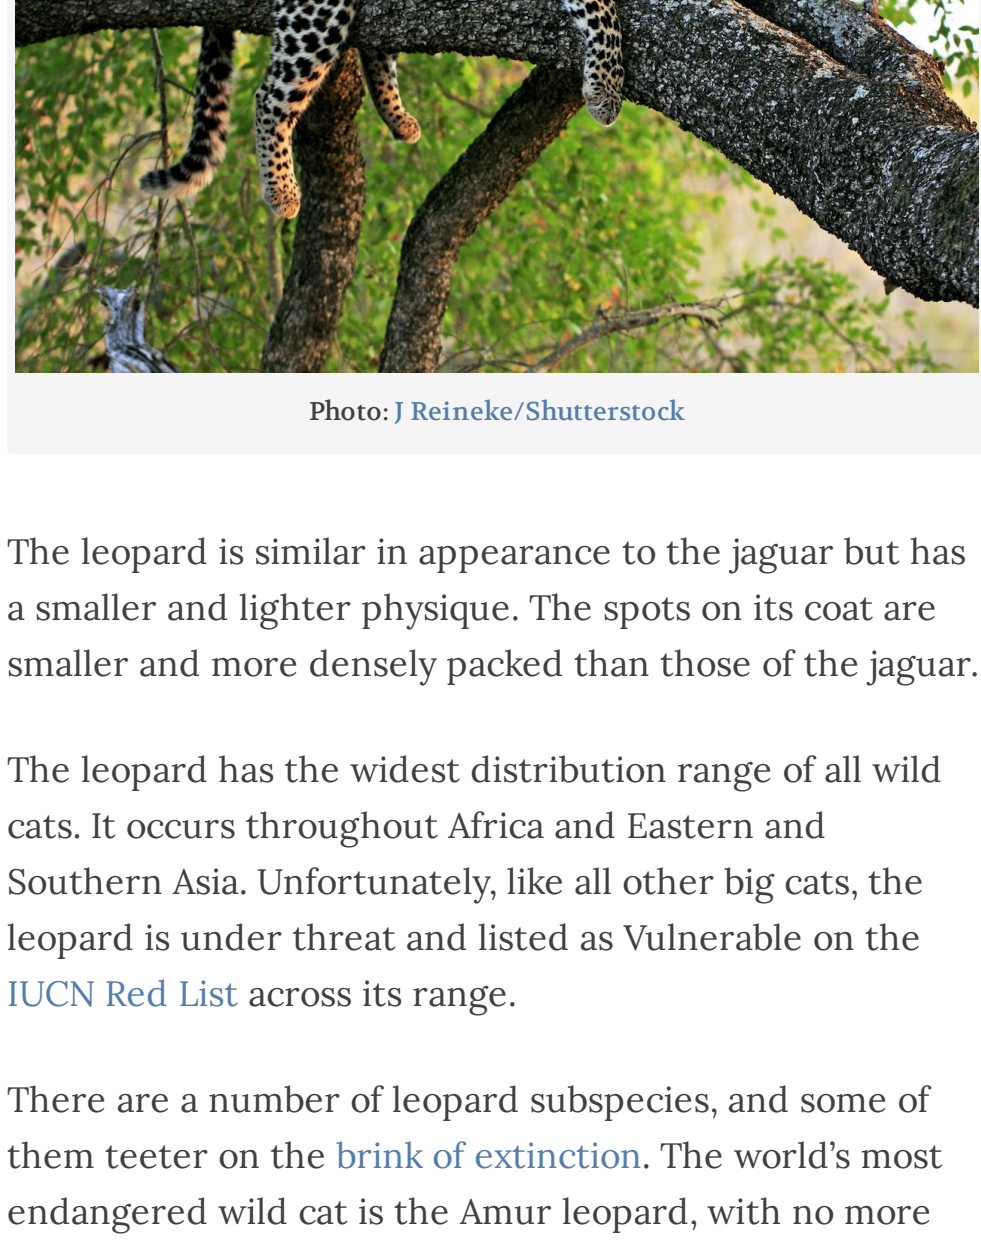 Photo: J Reineke/Shutterstock
The leopard is similar in appearance to the jaguar but has
a smaller and lighter physique. The spots on its coat are
smaller and more densely packed than those of the jaguar.
The leopard has the widest distribution range of all wild
cats. It occurs throughout Africa and Eastern and
Southern Asia. Unfortunately, like all other big cats, the
leopard is under threat and listed as Vulnerable on the
IUCN Red List across its range.
There are a number of leopard subspecies, and some of
them teeter on the brink of extinction. The world’s most
endangered wild cat is the Amur leopard, with no more